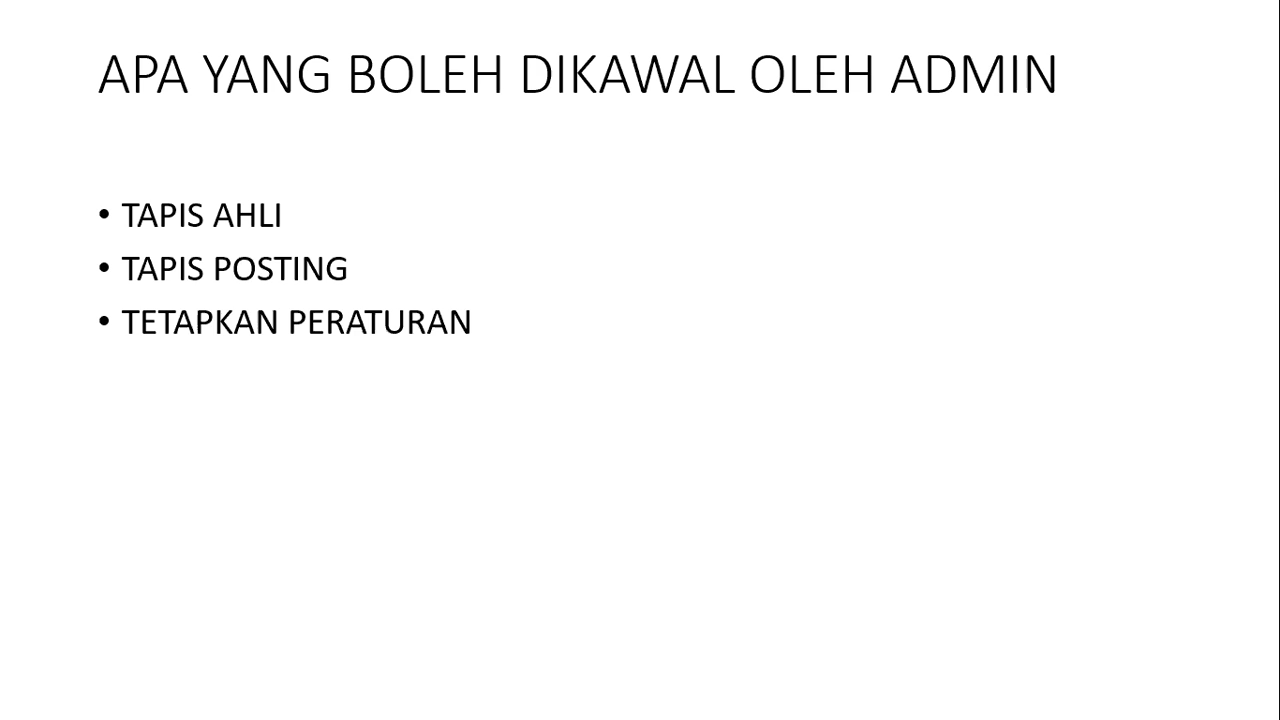 APA YANG BOLEH DIKAWAL OLEH ADMIN
• TAPIS AHLI
• TAPIS POSTING
• TETAPKAN PERATURAN